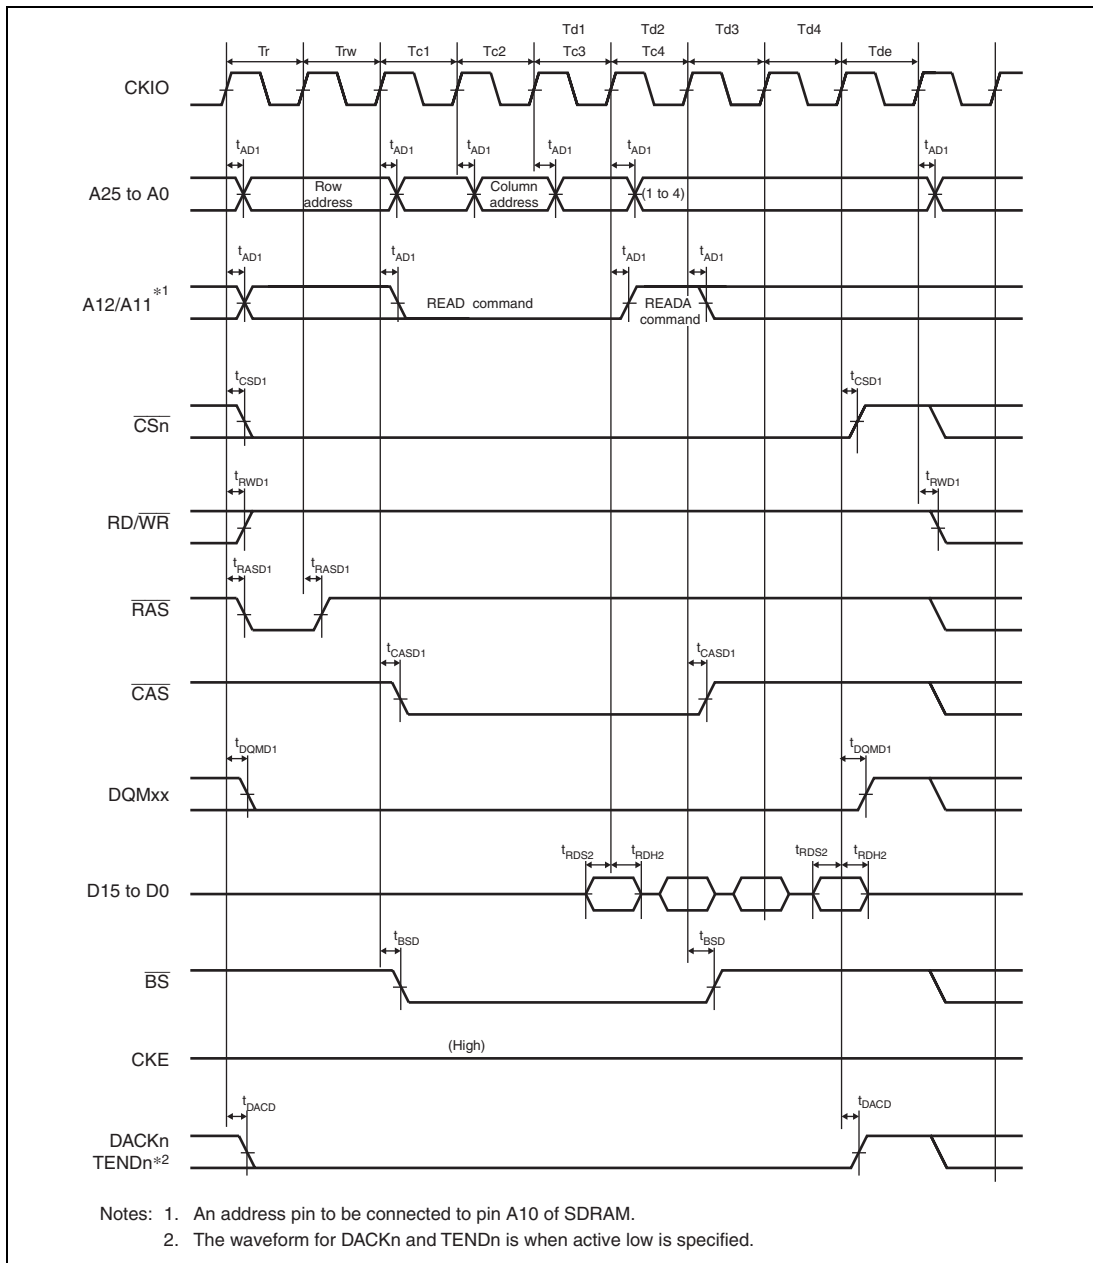 Td1 Td2 Td3 Td4
Tr Trw Tc1 Tc2 Tc3 Tc4 Tde
CKIO
tAD1 tAD1 tAD1 tAD1 tAD1 tAD1
A25 to A0 Row address Column address (1 to 4)
tAD1 tAD1 tAD1 tAD1
A12/A11*1 READ command READA command
tCSD1 tCSD1
CSn
tRWD1 tRWD1
RD/WR
tRASD1 tRASD1
RAS
tCASD1 tCASD1
CAS
tDQMD1 tDQMD1
DQMxx
tRDS2 tRDH2 tRDS2 tRDH2
D15 to D0
tBSD tBSD
BS
(High)
CKE
tDACD tDACD
DACKn
TENDn*2
Notes: 1. An address pin to be connected to pin A10 of SDRAM.
2. The waveform for DACKn and TENDn is when active low is specified.